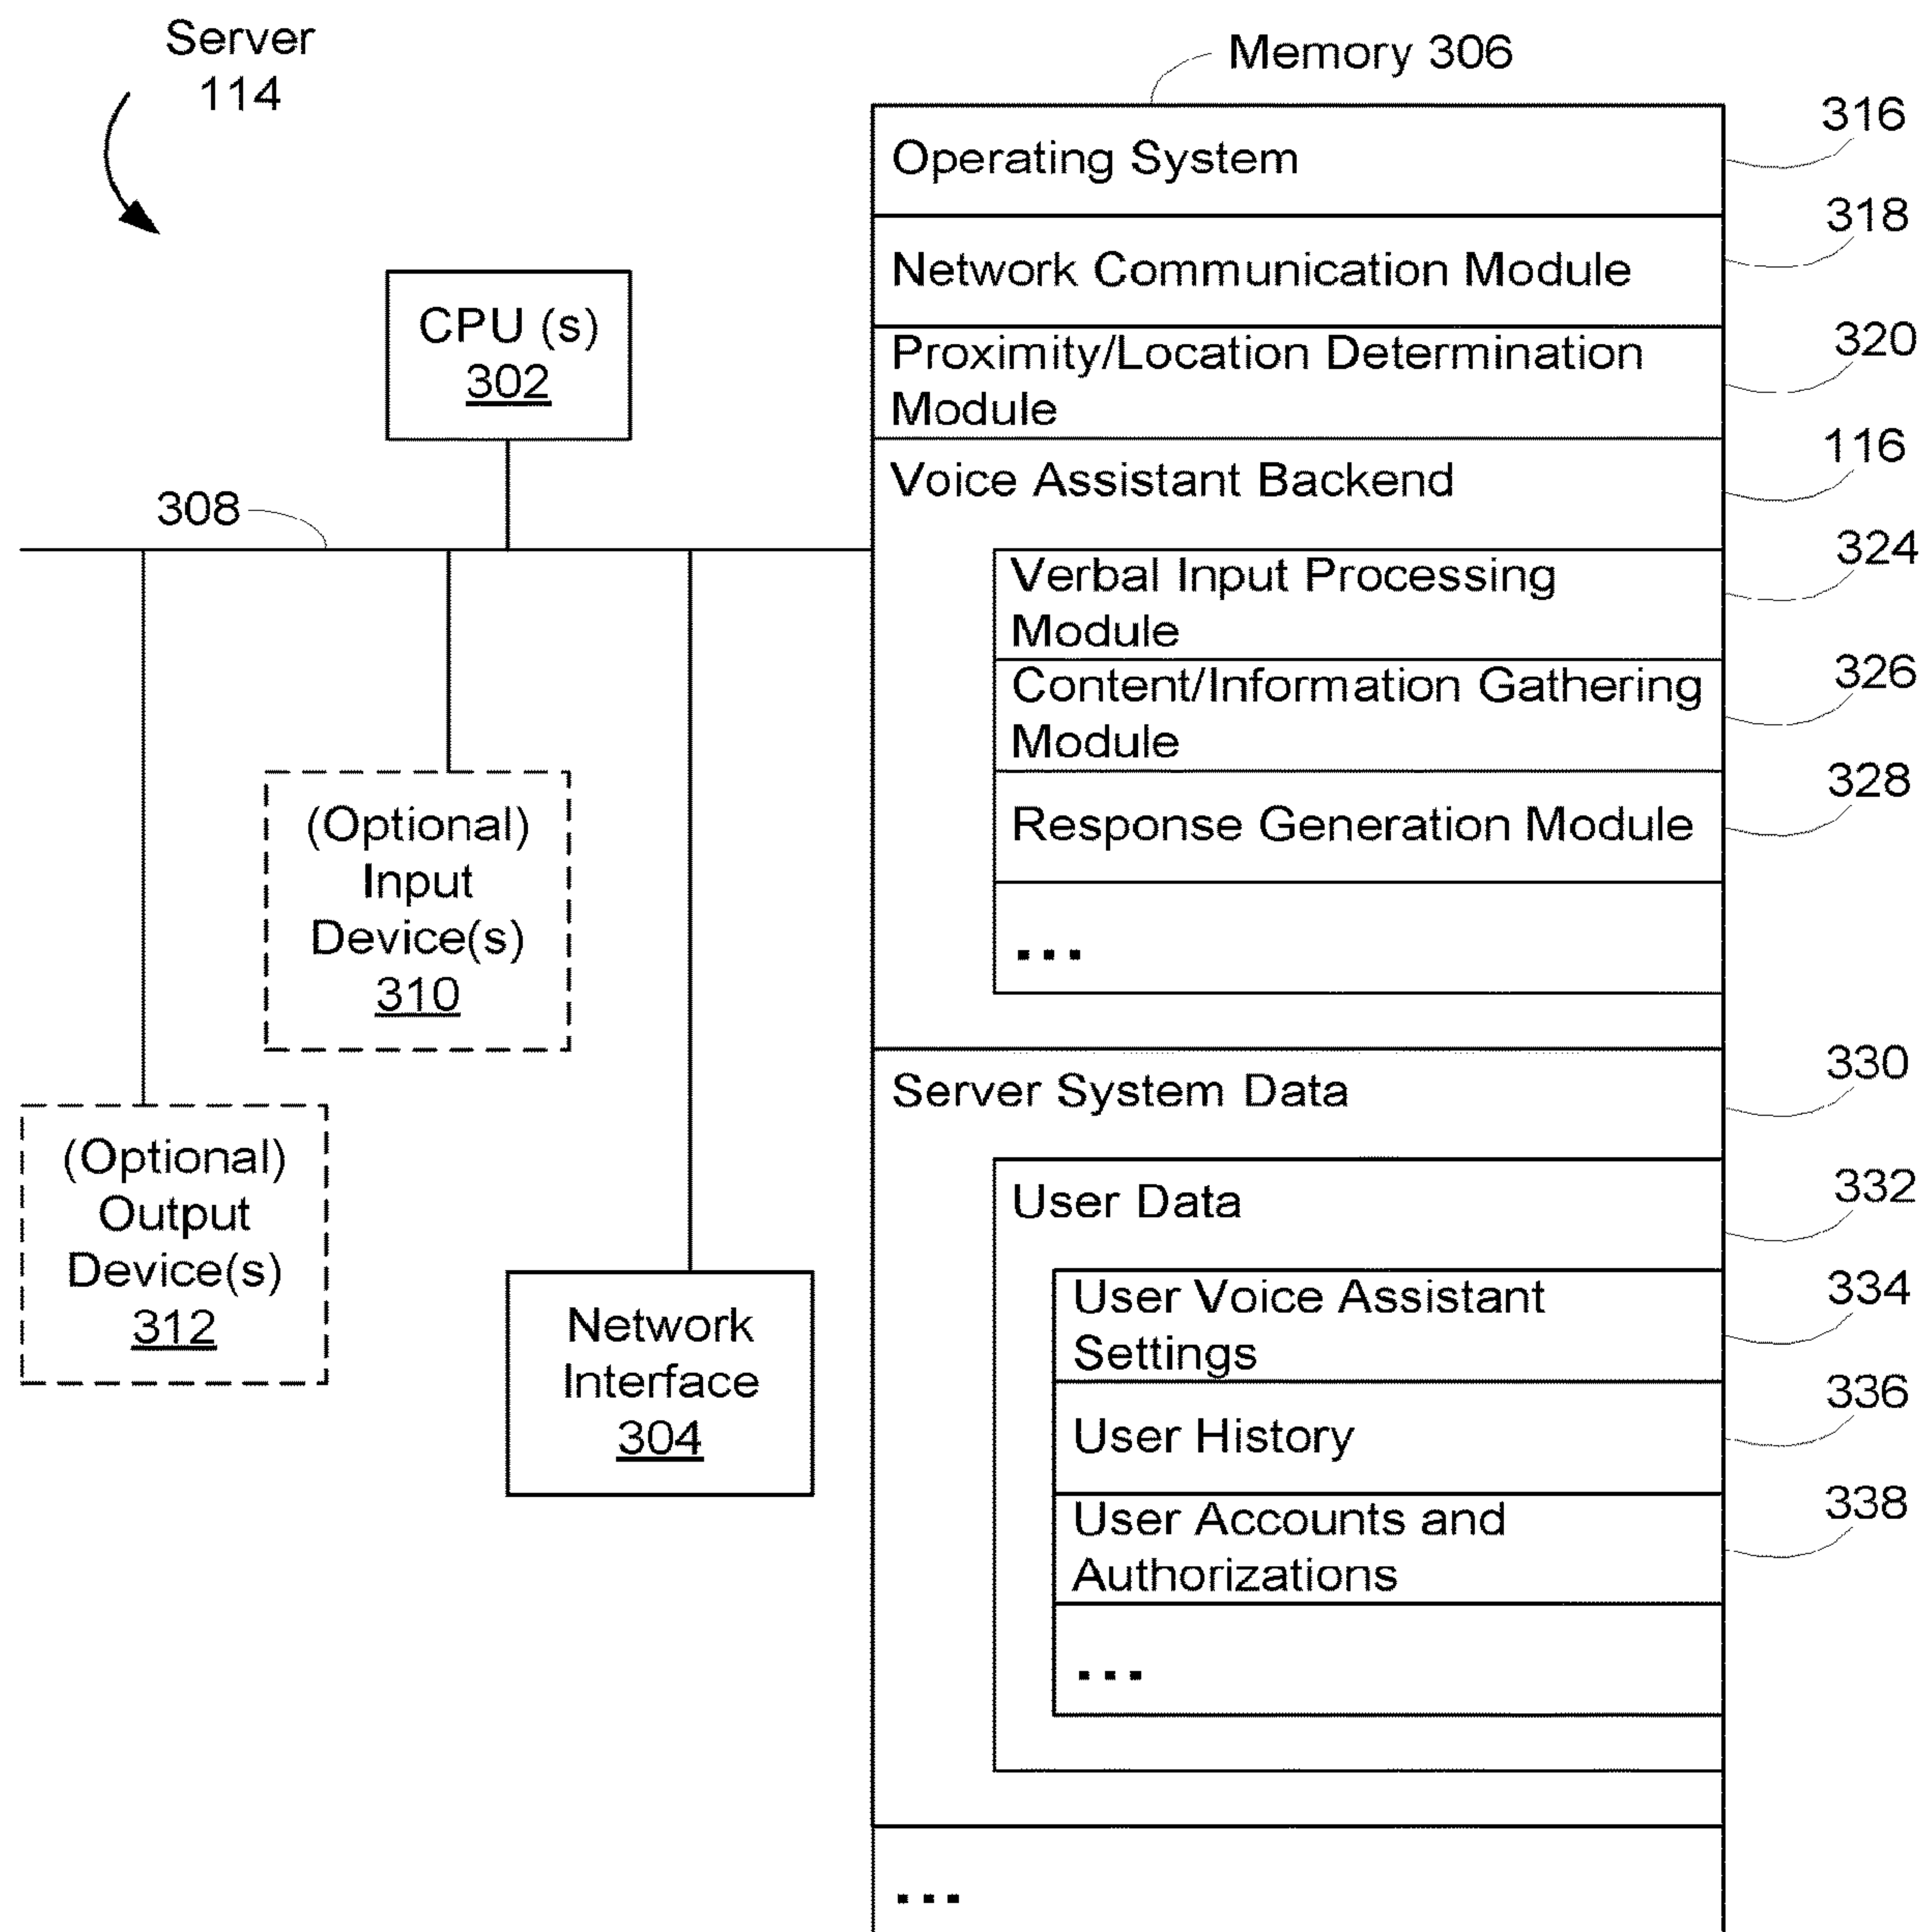 Server
114
Memory 306
316
Operating System
318
Network Communication Module
CPU (s)
302
320
Proximity/Location Determination
Module
116
Voice Assistant Backend
308
324
Verbal Input Processing
Module
326
Content/Information Gathering
Module
328
Response Generation Module
...
(Optional)
Input
Device(s)
310
330
Server System Data
(Optional)
Output
Device(s)
312
332
User Data
334
User Voice Assistant
Settings
Network
Interface
304
336
User History
338
User Accounts and
Authorizations
...
...